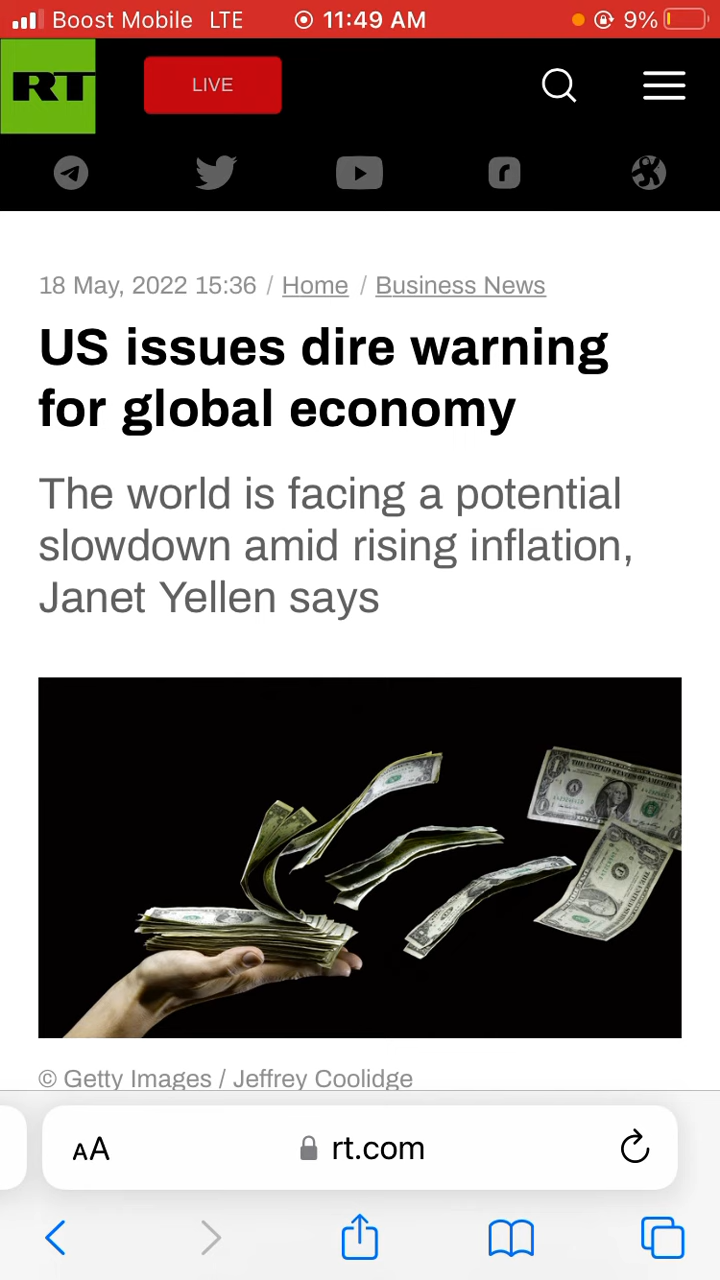 Boost Mobile LTE 11:49 AM 9%
RT LIVE
18 May, 2022 15:36 / Home / Business News
US issues dire warning
for global economy
The world is facing a potential
slowdown amid rising inflation,
Janet Yellen says
© Getty Images / Jeffrey Coolidge
AA rt.com